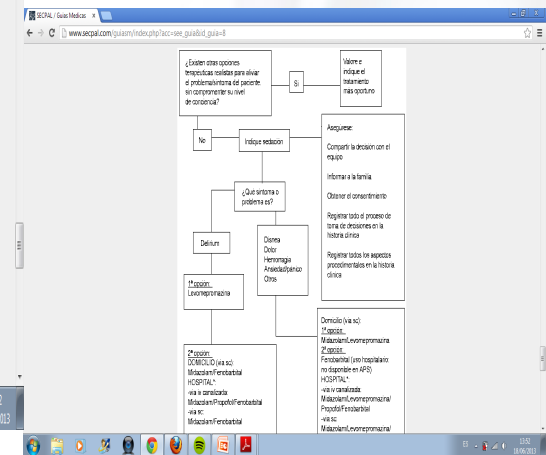 SECPAL / Guías Medicas
www.secpal.com/guiasm/index.php?acc=see_guia&id_guia=8
¿Existen otras opciones
terapéuticas realistas para aliviar
el problema/síntoma del paciente
sin comprometer su nivel
de conciencia?
Si
Valore e
indique el
tratamiento
mas oportuno
No
Indique sedación
Asegurese:
Compartir la decisión con el
equipo
Informar a la familia
Obtener el consentimiento
Registrar todo el proceso de
toma de decisiones en la
historia clínica
Registrar todos los aspectos
procedimentales en la historia
clínica
¿Qué síntoma o
problema es?
Delirium
Disnea
Dolor
Hemorragia
Ansiedad/pánico
Otros
1ª opción:
Levomepromazina
2ª opción:
DOMICILIO (vía sc)
Midazolam/Fenobarbital
HOSPITAL*:
-vía iv canalizada:
Midazolam/Propofol/Fenobarbital
-vía sc:
Midazolam/Fenobarbital
Domicilio (vía sc):
1ª opción:
Midazolam/Levomepromazina
2ª opción:
Fenobarbital (uso hospitalario:
no disponible en APS)
HOSPITAL*:
-vía iv canalizada:
Midazolam/Levomepromazina/
Propofol/Fenobarbital
-vía sc:
Midazolam/Levomepromazina/
2
013
ES
13:52
18/06/2013